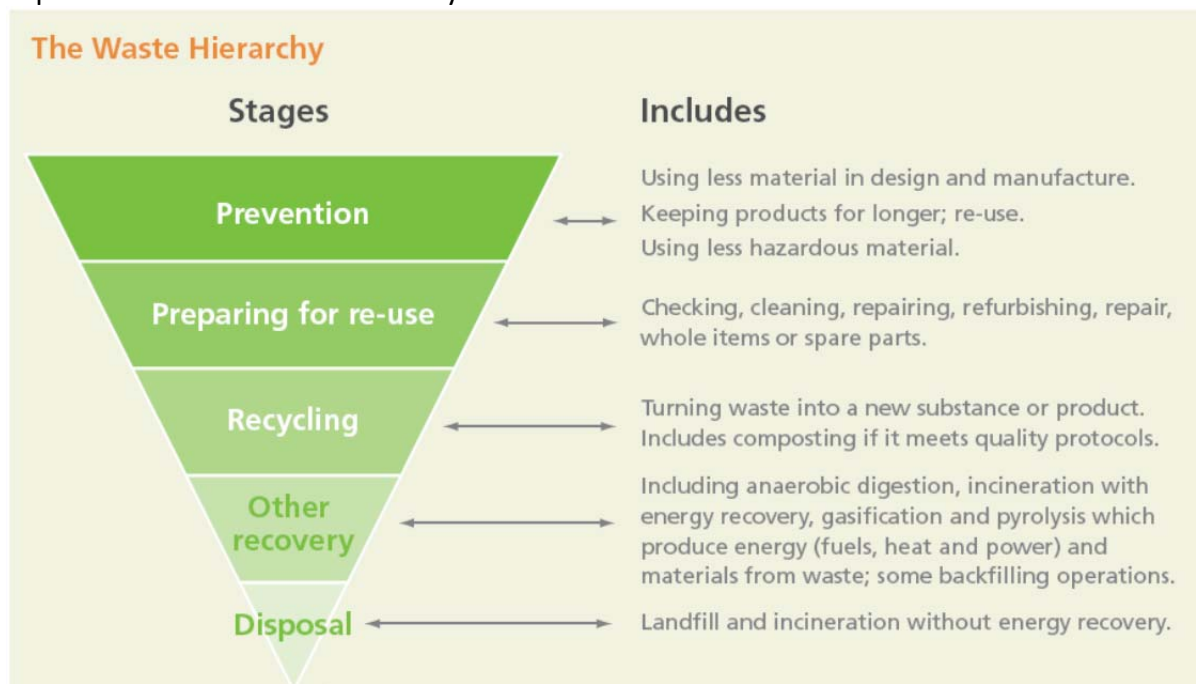 The Waste Hierarchy
Stages
Includes
Prevention
Using less material in design and manufacture.
Keeping products for longer; re-use.
Using less hazardous material.
Preparing for re-use
Checking, cleaning, repairing, refurbishing, repair,
whole items or spare parts.
Recycling
Turning waste into a new substance or product.
Includes composting if it meets quality protocols.
Other
recovery
Including anaerobic digestion, incineration with
energy recovery, gasification and pyrolysis which
produce energy (fuels, heat and power) and
materials from waste; some backfilling operations.
Disposal
Landfill and incineration without energy recovery.